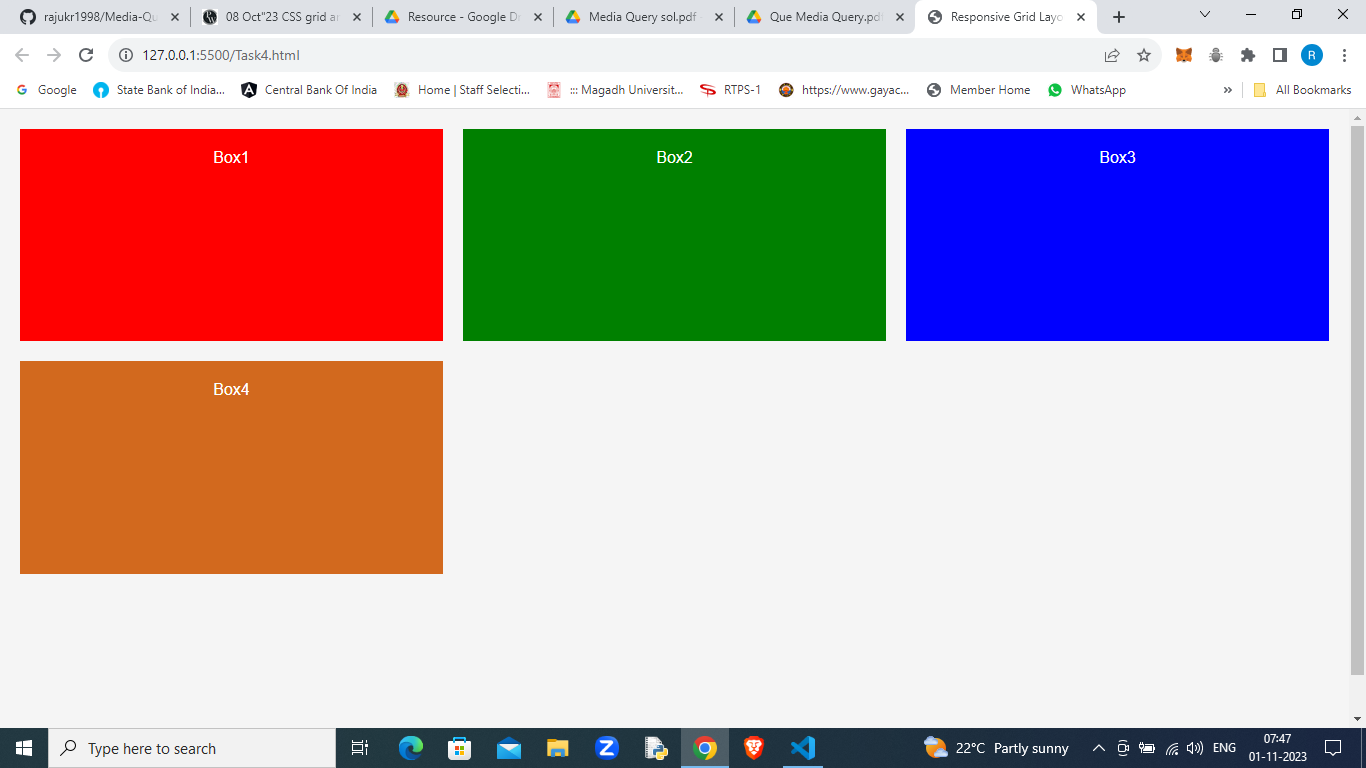 rajukr1998/Media-Qu
08 Oct"23 CSS grid an
Resource - Google Dr
Media Query sol.pdf
Que Media Query.pdf
Responsive Grid Layo
127.0.0.1:5500/Task4.html
R
Google
State Bank of India...
Central Bank Of India
Home | Staff Selecti...
::: Magadh Universit...
RTPS-1
https://www.gayac...
Member Home
WhatsApp
»
All Bookmarks
Box1
Box2
Box3
Box4
Type here to search
Z
22°C Partly sunny
ENG
07:47
01-11-2023